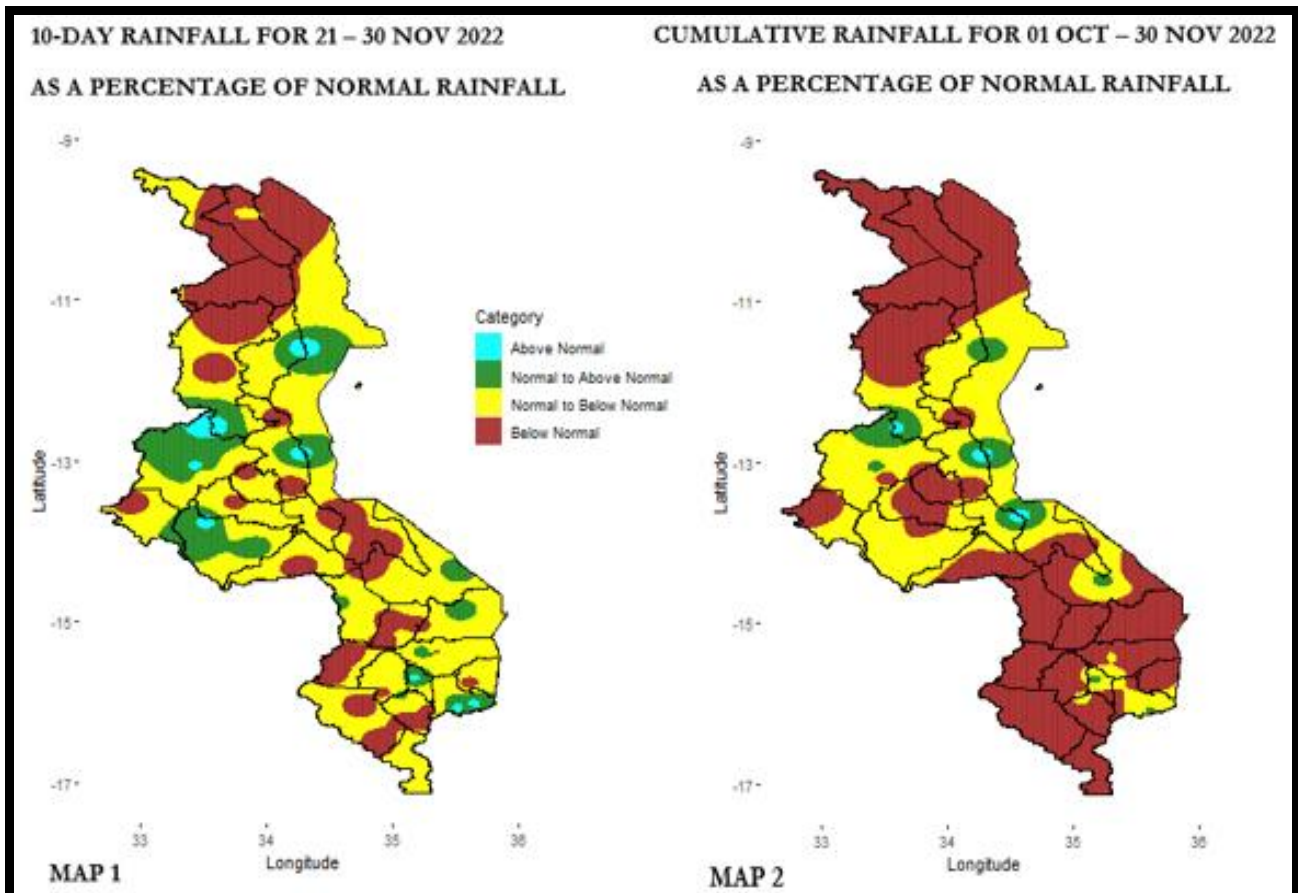 10-DAY RAINFALL FOR 21 – 30 NOV 2022
AS A PERCENTAGE OF NORMAL RAINFALL
-9
-11
-13
-15
-17
Latitude
33
34
35
36
Longitude
MAP 1
Category
Above Normal
Normal to Above Normal
Normal to Below Normal
Below Normal
CUMULATIVE RAINFALL FOR 01 OCT – 30 NOV 2022
AS A PERCENTAGE OF NORMAL RAINFALL
-9
-11
-13
-15
-17
Latitude
33
34
35
36
Longitude
MAP 2